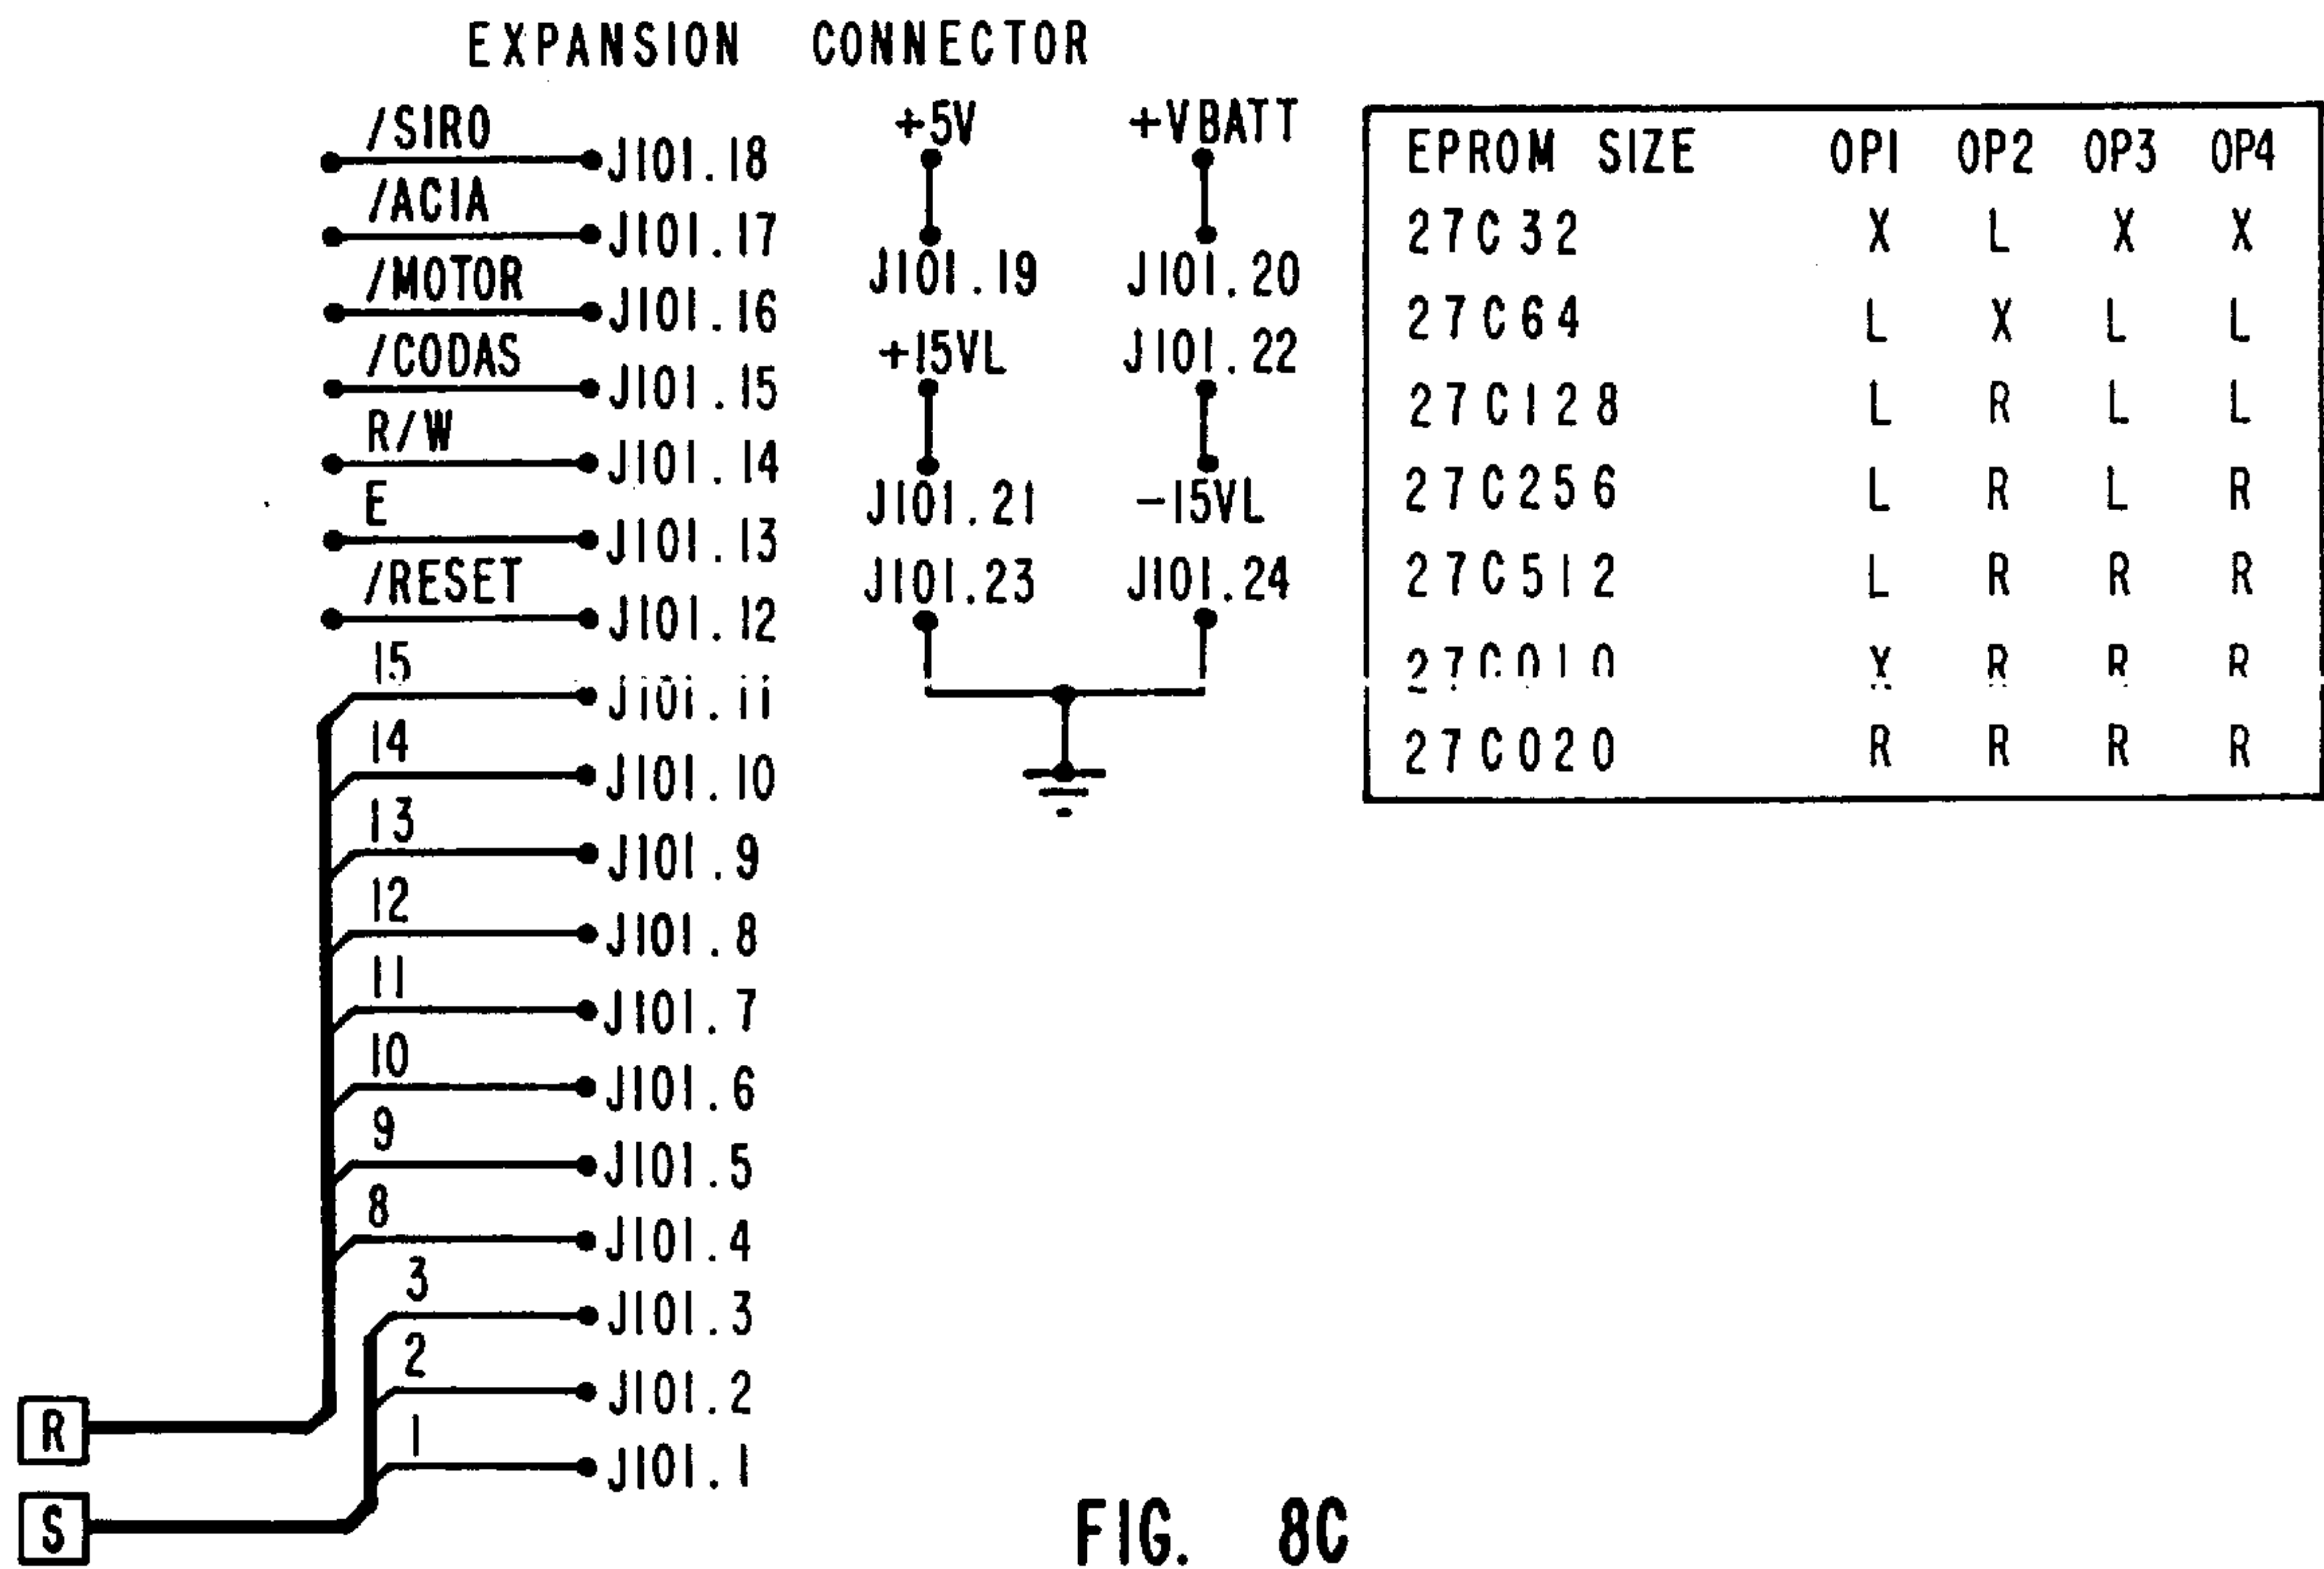 EXPANSION CONNECTOR
/SIRO
J101.18
/ACIA
J101.17
/MOTOR
J101.16
/CODAS
J101.15
R/W
J101.14
E
J101.13
/RESET
J101.12
15
J101.11
14
J101.10
13
J101.9
12
J101.8
11
J101.7
10
J101.6
9
J101.5
8
J101.4
3
J101.3
2
J101.2
1
J101.1
R
S
+5V
J101.19
+VBATT
J101.20
+15VL
J101.21
J101.22
-15VL
J101.23
J101.24
EPROM SIZE OP1 OP2 OP3 OP4
27C32 X L X X
27C64 L X L L
27C128 L R L L
27C256 L R L R
27C512 L R R R
27C010 X R R R
27C020 R R R R
FIG. 8C